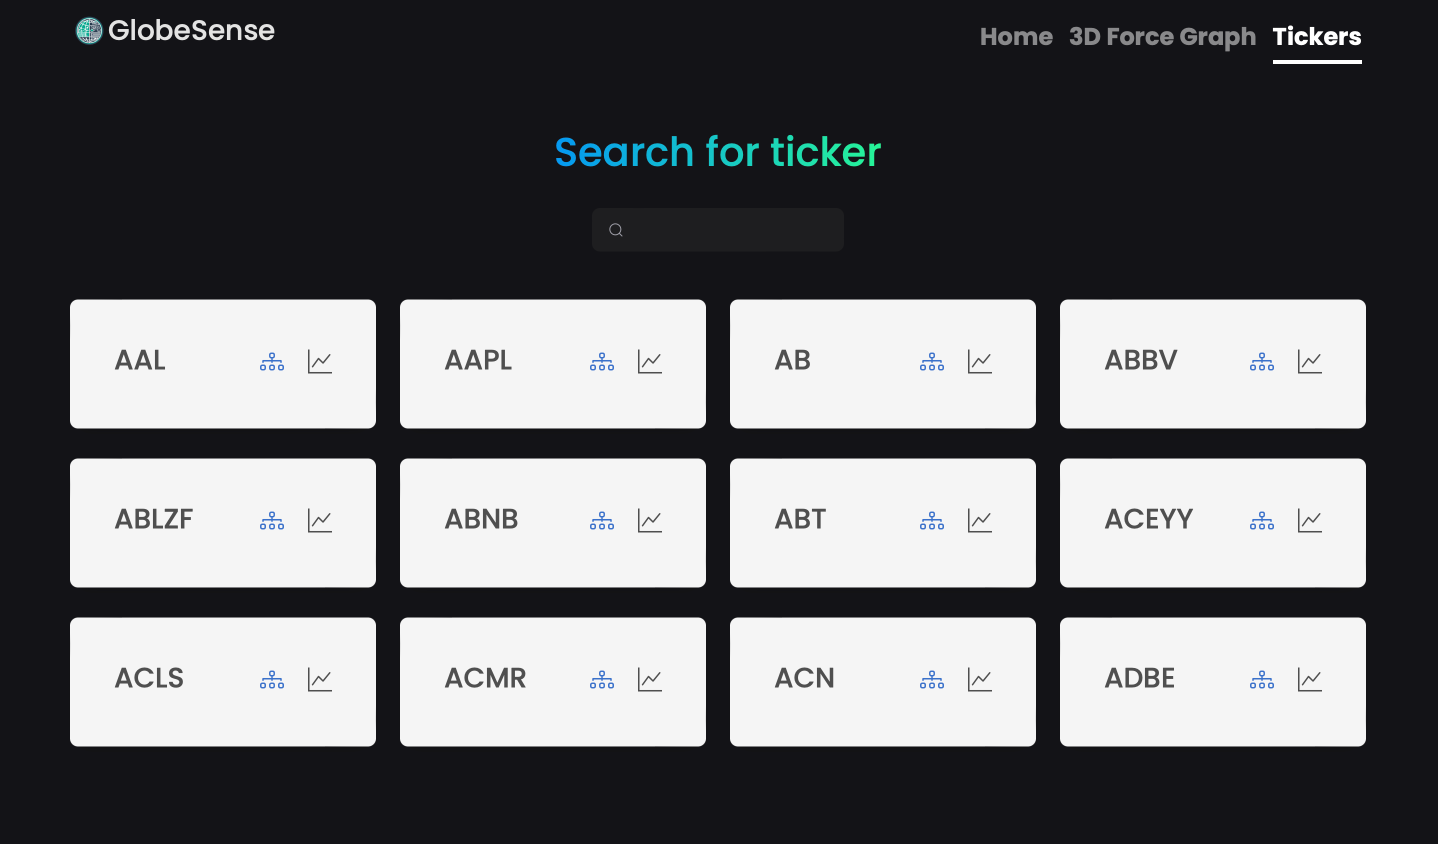 GlobeSense
Home 3D Force Graph Tickers
Search for ticker
AAL
AAPL
AB
ABBV
ABLZF
ABNB
ABT
ACEYY
ACLS
ACMR
ACN
ADBE